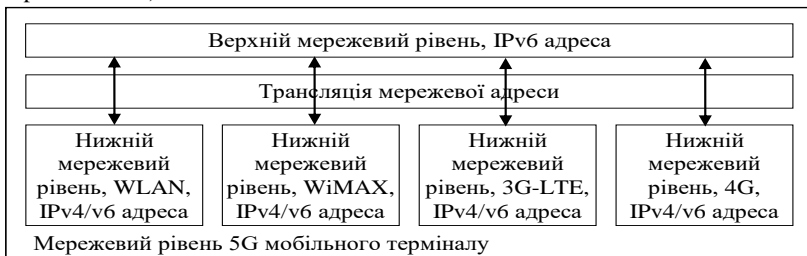 Верхній мережевий рівень, IPv6 адреса
Трансляція мережевої адреси
Нижній
мережевий
рівень, WLAN,
IPv4/v6 адреса
Нижній
мережевий
рівень, WiMAX,
IPv4/v6 адреса
Нижній
мережевий
рівень, 3G-LTE,
IPv4/v6 адреса
Нижній
мережевий
рівень, 4G,
IPv4/v6 адреса
Мережевий рівень 5G мобільного терміналу